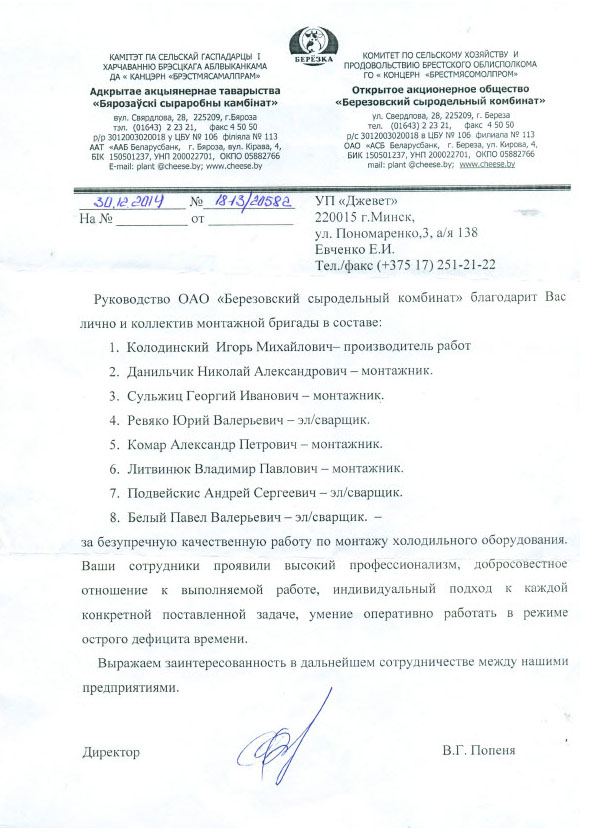 БЕРЁЗКА
КАМІТЭТ ПА СЕЛЬСКАЙ ГАСПАДАРЦЫ І
ХАРЧАВАННЮ БРЭСЦКАГА АБЛВЫКАНКАМА
ДА « КАНЦЭРН «БРЭСТМЯСАМАЛПРАМ»
Адкрытае акцыянернае таварыства
«Бярозаўскі сыраробны камбінат»
вул. Свярдлова, 28, 225209, г.Бяроза
тэл. (01643) 2 23 21, факс 4 50 50
р/р 3012003020018 у ЦБУ № 106 філяла № 113
ААТ «ААБ Беларусбанк, г. Бяроза, вул. Кірава, 4,
БІК 150501237, УНП 200022701, ОКПО 05882766
E-mail: plant @cheese.by; www.cheese.by
КОМИТЕТ ПО СЕЛЬСКОМУ ХОЗЯЙСТВУ И
ПРОДОВОЛЬСТВИЮ БРЕСТСКОГО ОБЛИСПОЛКОМА
ГО « КОНЦЕРН «БРЕСТМЯСОМОЛПРОМ»
Открытое акционерное общество
«Березовский сыродельный комбинат»
ул. Свердлова, 28, 225209, г. Береза
тел. (01643) 2 23 21, факс 4 50 50
р/с 3012003020018 в ЦБУ № 106 филиала № 113
ОАО «АСБ Беларусбанк, г. Береза, ул. Кирова, 4,
БИК 150501237, УНП 200022701, ОКПО 05882766
E-mail: plant @cheese.by; www.cheese.by
30.12.2014 № 1813/2058а
На № от
УП «Джевет»
220015 г.Минск,
ул. Пономаренко,3, а/я 138
Евченко Е.И.
Тел./факс (+375 17) 251-21-22
Руководство ОАО «Березовский сыродельный комбинат» благодарит Вас
лично и коллектив монтажной бригады в составе:
1. Колодинский Игорь Михайлович– производитель работ
2. Данильчик Николай Александрович – монтажник.
3. Сульжиц Георгий Иванович – монтажник.
4. Ревяко Юрий Валерьевич – эл/сварщик.
5. Комар Александр Петрович – монтажник.
6. Литвинюк Владимир Павлович – монтажник.
7. Подвейскис Андрей Сергеевич – эл/сварщик.
8. Белый Павел Валерьевич – эл/сварщик. –
за безупречную качественную работу по монтажу холодильного оборудования.
Ваши сотрудники проявили высокий профессионализм, добросовестное
отношение к выполняемой работе, индивидуальный подход к каждой
конкретной поставленной задаче, умение оперативно работать в режиме
острого дефицита времени.
Выражаем заинтересованность в дальнейшем сотрудничестве между нашими
предприятиями.
Директор В.Г. Попеня